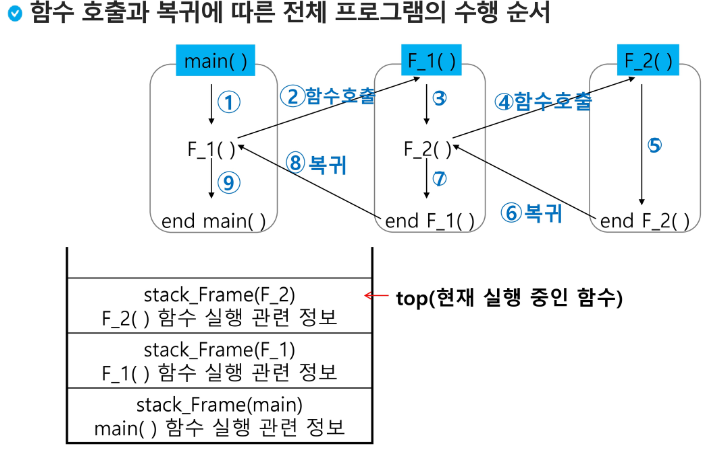 함수 호출과 복귀에 따른 전체 프로그램의 수행 순서
main( )
F_1( )
F_2( )
①
②함수호출
③
④함수호출
⑤
F_1( )
F_2( )
⑧복귀
⑨
⑦
⑥복귀
end main( )
end F_1( )
end F_2( )
stack_Frame(F_2)
F_2( ) 함수 실행 관련 정보
top(현재 실행 중인 함수)
stack_Frame(F_1)
F_1( ) 함수 실행 관련 정보
stack_Frame(main)
main( ) 함수 실행 관련 정보